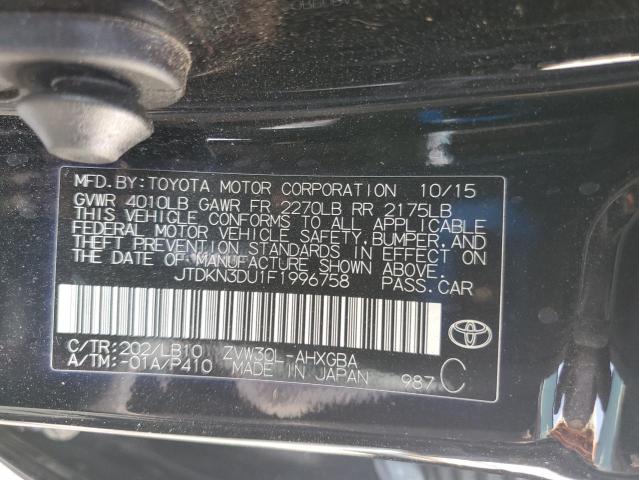 MFD.BY:TOYOTA MOTOR CORPORATION 10/15
GVWR 4010LB GAWR FR 2270LB RR 2175LB
THIS VEHICLE CONFORMS TO ALL APPLICABLE
FEDERAL MOTOR VEHICLE SAFETY,BUMPER,AND
THEFT PREVENTION STANDARDS IN EFFECT ON
THE DATE OF MANUFACTURE SHOWN ABOVE.
JTDKN3DU1F1996758 PASS.CAR
C/TR:202/LB10 ZVW30L-AHXGBA
A/TM:-01A/P410 MADE IN JAPAN 987 C